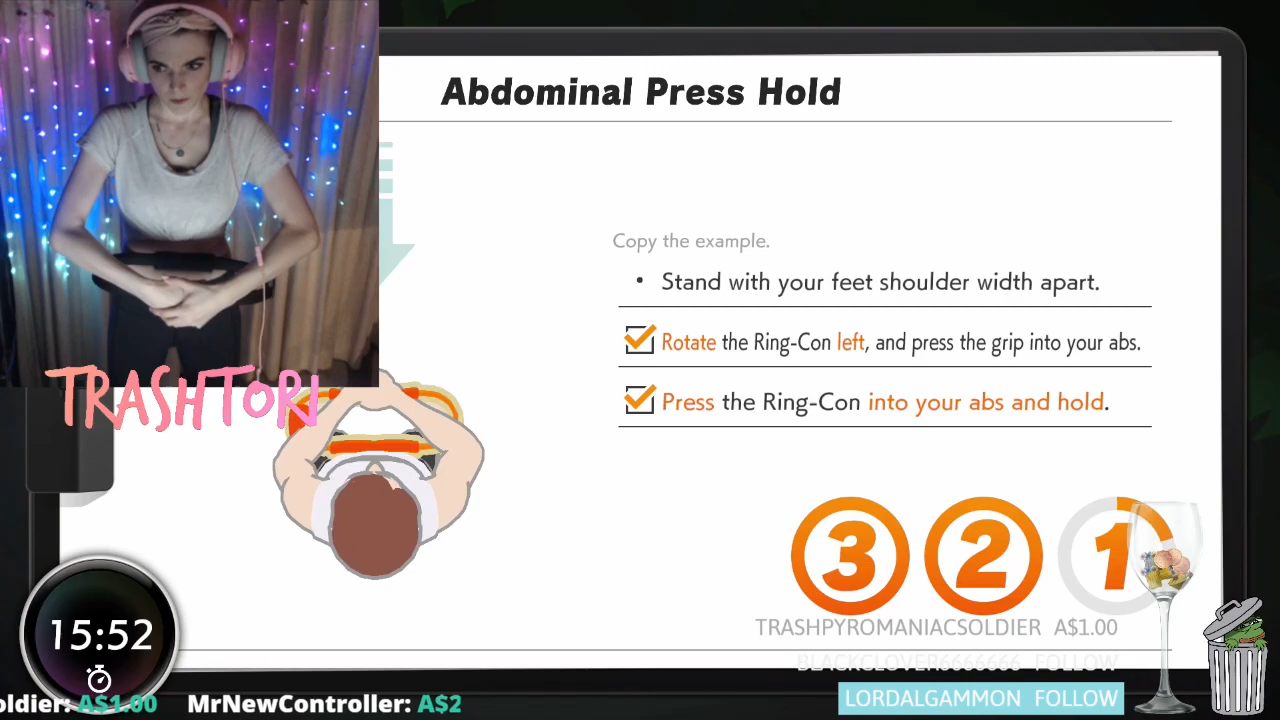 Abdominal Press Hold
Copy the example.
• Stand with your feet shoulder width apart.
Rotate the Ring-Con left, and press the grip into your abs.
Press the Ring-Con into your abs and hold.
TRASHTORI
3 2 1
TRASHPYROMANIACSOLDIER A$1.00
BLACKCLOVER6666666 FOLLOW
LORDALGAMMON FOLLOW
15:52
oldier: A$1.00 MrNewController: A$2